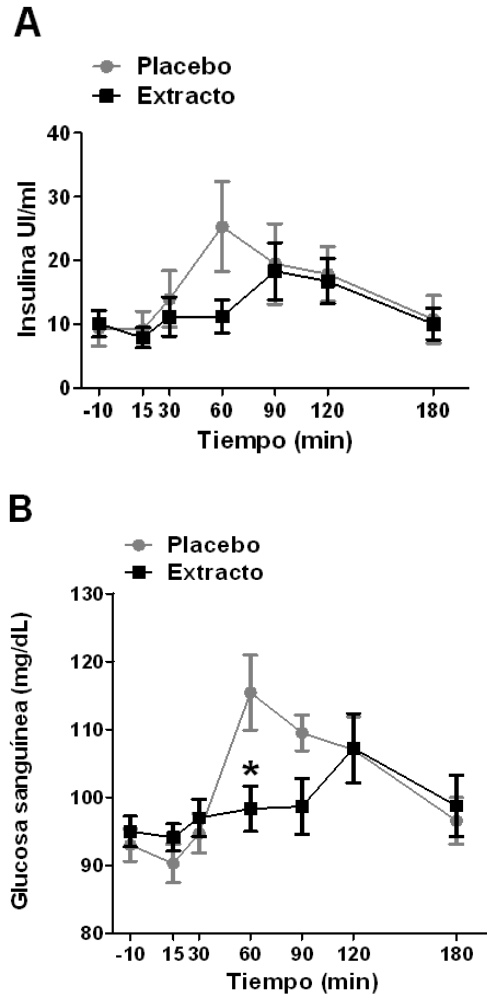 A
Placebo
Extracto
Insulina UI/ml
40
30
20
10
0
-10 15 30 60 90 120 180
Tiempo (min)
B
Placebo
Extracto
Glucosa sanguínea (mg/dL)
130
120
110
100
90
80
*
-10 15 30 60 90 120 180
Tiempo (min)